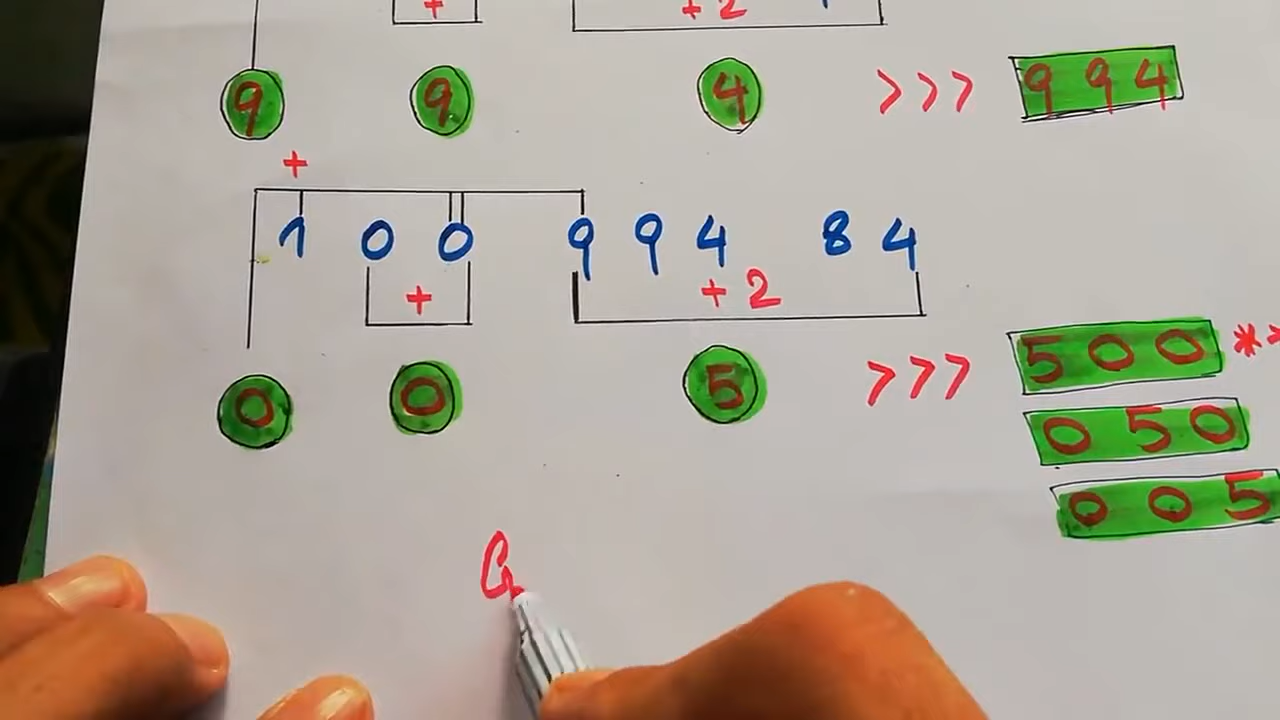 + +2
9 9 4 >>> 994
+
1 0 0 9 9 4 8 4
+ +2
0 0 5 >>> 500 *>
050
005
G